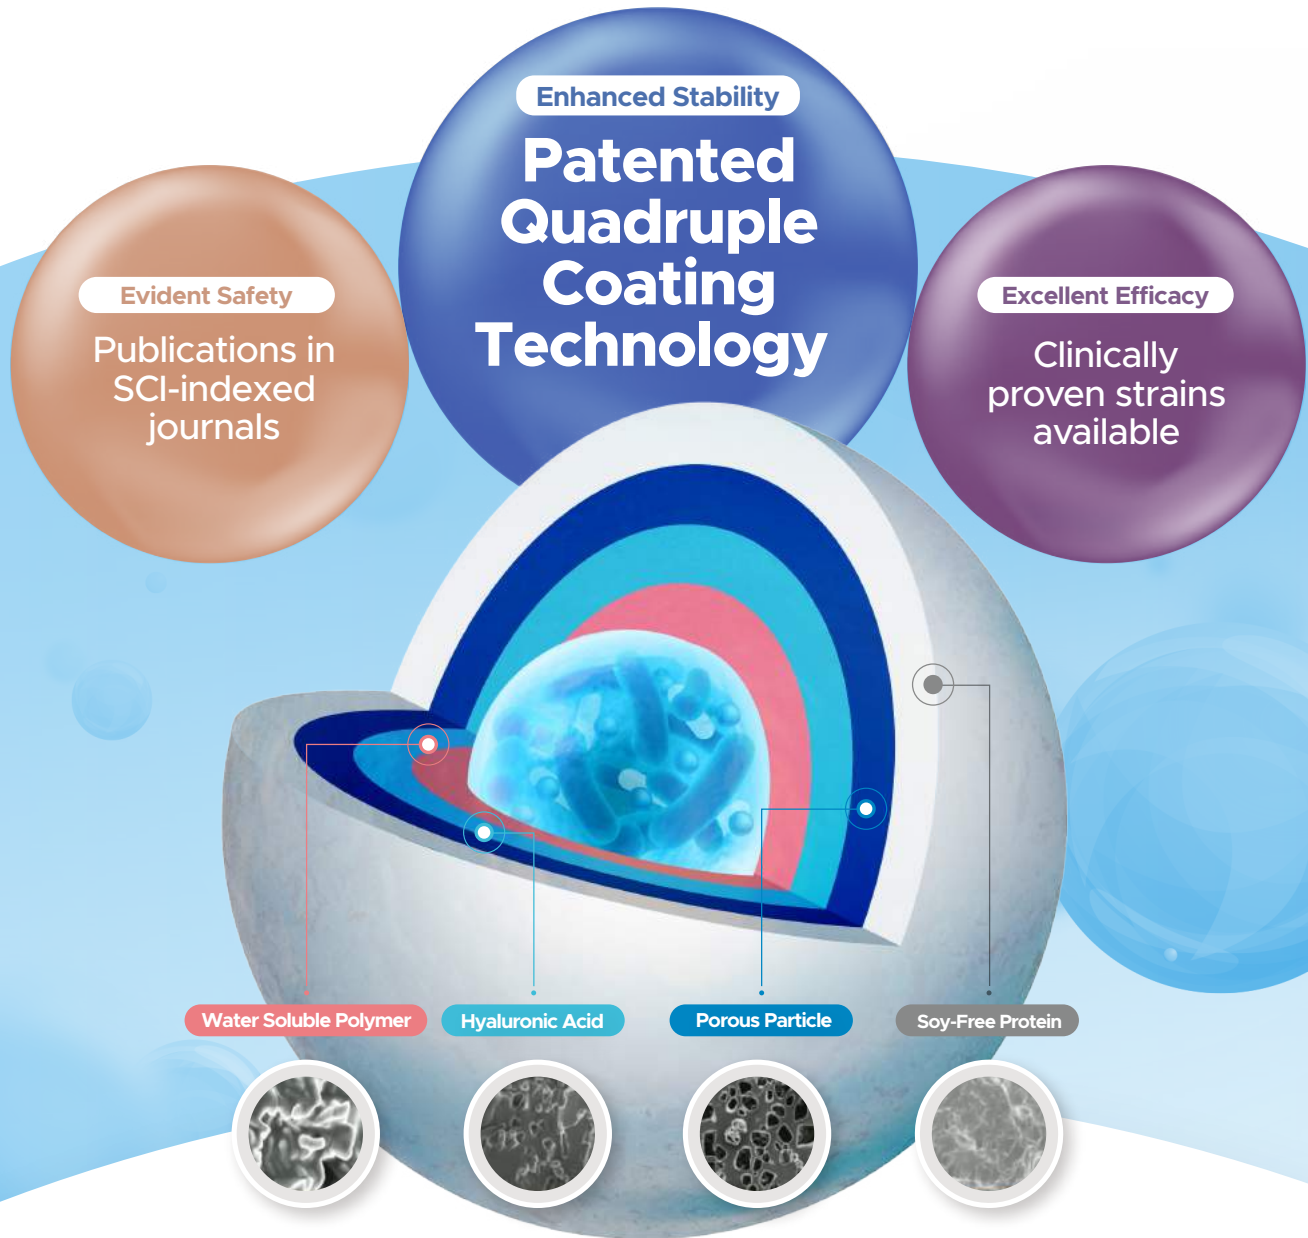 Enhanced Stability
Patented
Quadruple
Coating
Technology
Evident Safety
Publications in
SCI-indexed
journals
Excellent Efficacy
Clinically
proven strains
available
Water Soluble Polymer
Hyaluronic Acid
Porous Particle
Soy-Free Protein